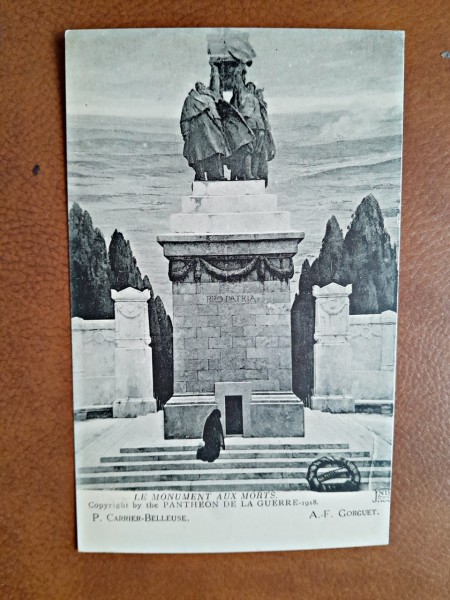 PRO PATRIA
LE MONUMENT AUX MORTS.
Copyright by the PANTHEON DE LA GUERRE-1918.
P. CARRIER-BELLEUSE. A.-F. GORGUET.